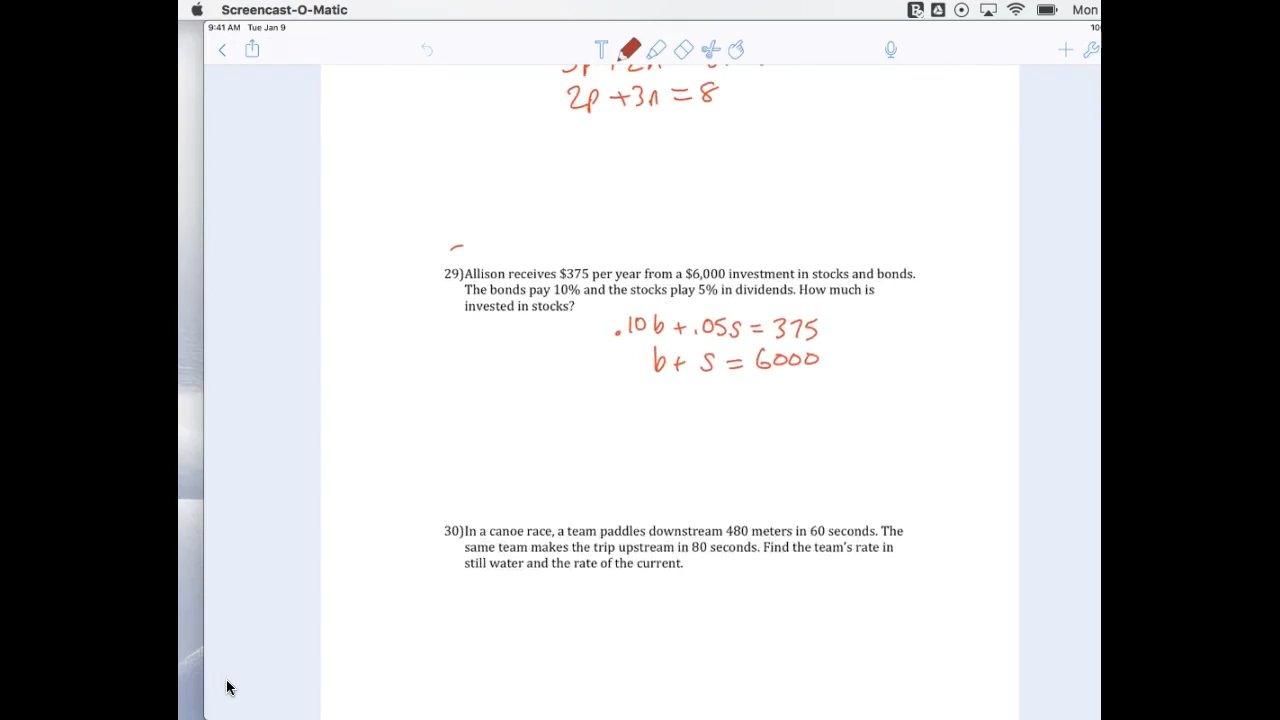 Screencast-O-Matic
Mon
9:41 AM Tue Jan 9
10
2p + 3n = 8
29)Allison receives $375 per year from a $6,000 investment in stocks and bonds.
The bonds pay 10% and the stocks play 5% in dividends. How much is
invested in stocks?
.10b + .05s = 375
b + s = 6000
30)In a canoe race, a team paddles downstream 480 meters in 60 seconds. The
same team makes the trip upstream in 80 seconds. Find the team's rate in
still water and the rate of the current.